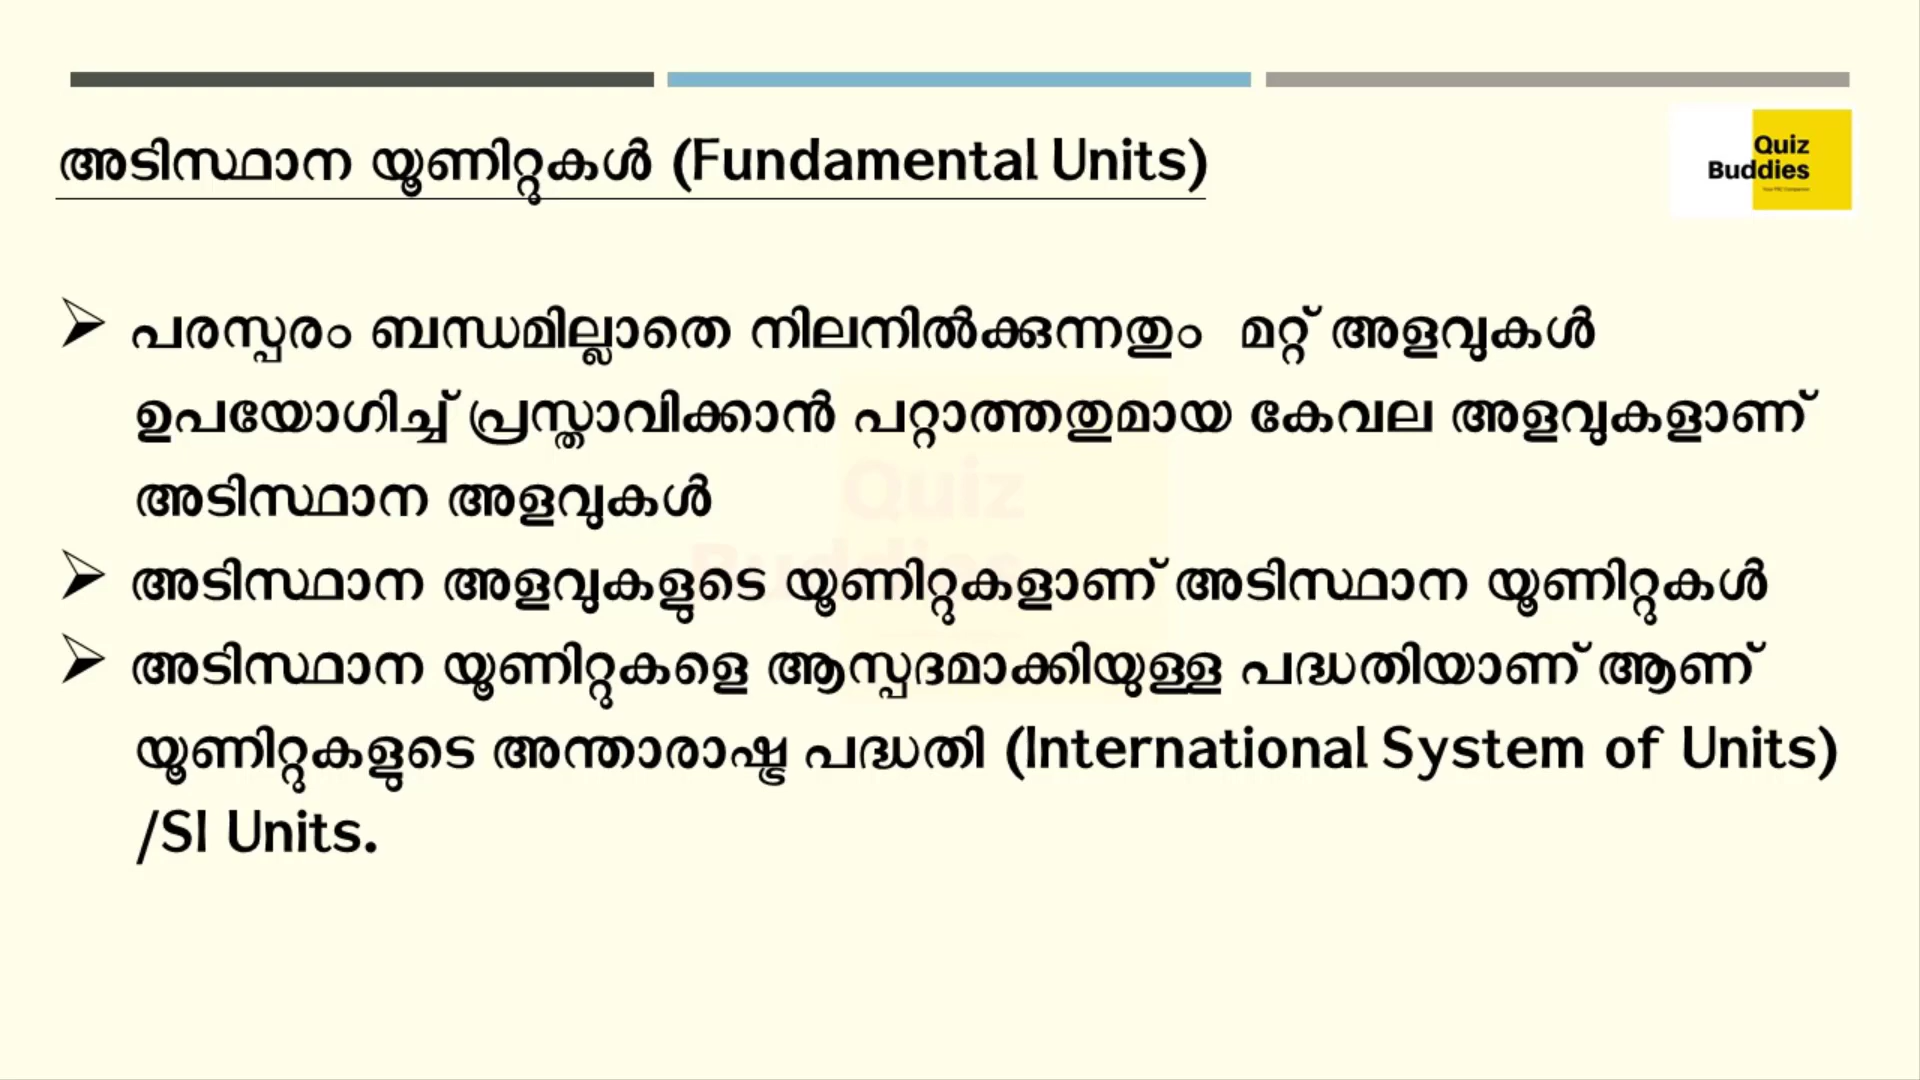 അടിസ്ഥാന യൂണിറ്റുകൾ (Fundamental Units)
Quiz
Buddies
പരസ്പരം ബന്ധമില്ലാതെ നിലനിൽക്കുന്നതും മറ്റ് അളവുകൾ
ഉപയോഗിച്ച് പ്രസ്താവിക്കാൻ പറ്റാത്തതുമായ കേവല അളവുകളാണ്
അടിസ്ഥാന അളവുകൾ
അടിസ്ഥാന അളവുകളുടെ യൂണിറ്റുകളാണ് അടിസ്ഥാന യൂണിറ്റുകൾ
അടിസ്ഥാന യൂണിറ്റുകളെ ആസ്പദമാക്കിയുള്ള പദ്ധതിയാണ് ആണ്
യൂണിറ്റുകളുടെ അന്താരാഷ്ട്ര പദ്ധതി (International System of Units)
/SI Units.
Quiz
Buddies